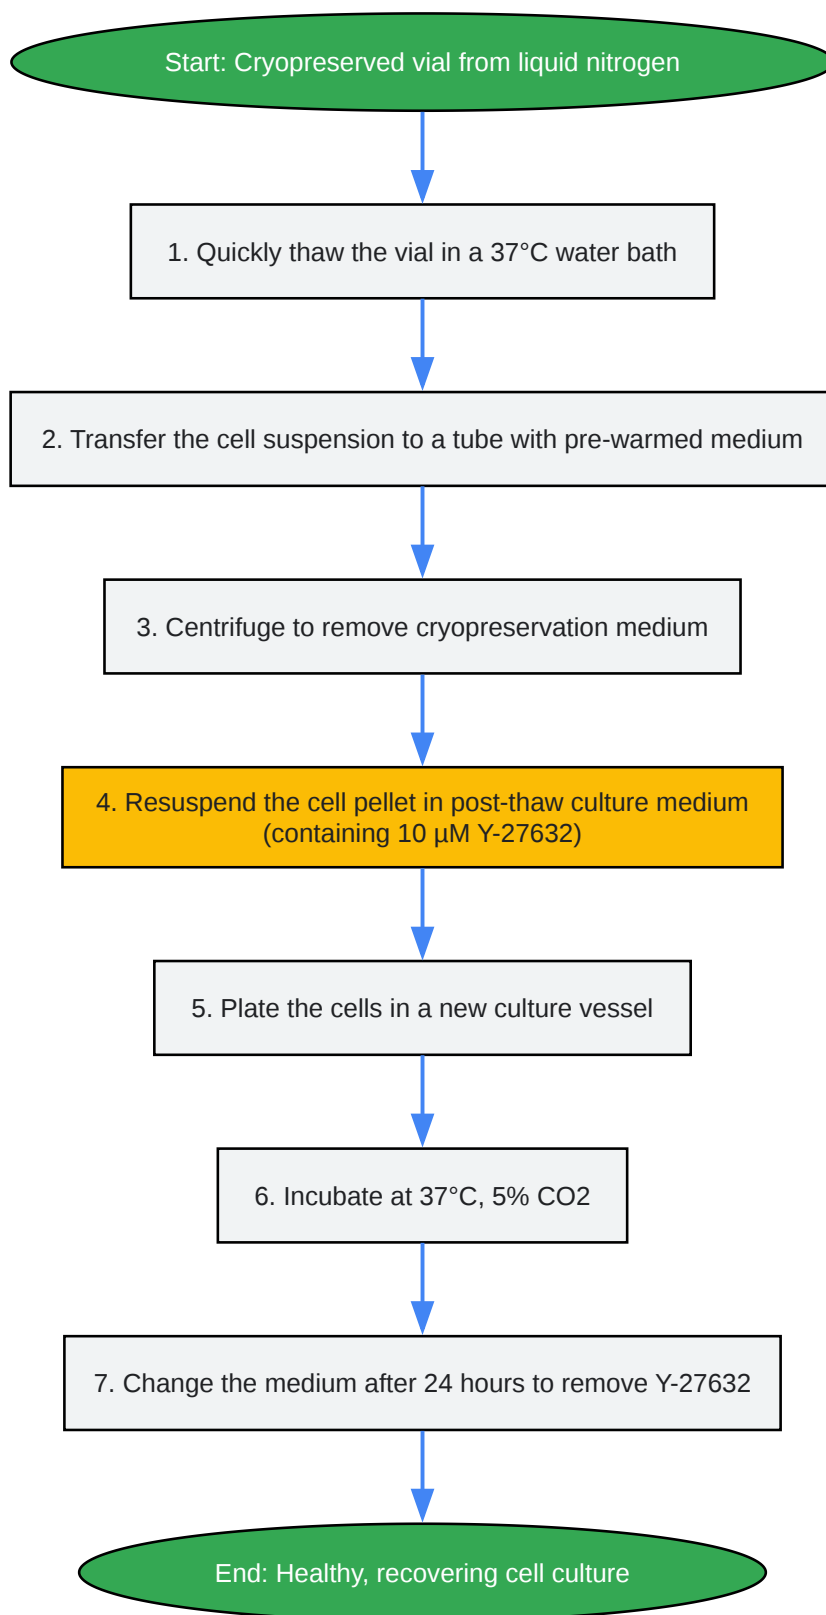 Start: Cryopreserved vial from liquid nitrogen
1. Quickly thaw the vial in a 37°C water bath
2. Transfer the cell suspension to a tube with pre-warmed medium
3. Centrifuge to remove cryopreservation medium
4. Resuspend the cell pellet in post-thaw culture medium
(containing 10 µM Y-27632)
5. Plate the cells in a new culture vessel
6. Incubate at 37°C, 5% CO2
7. Change the medium after 24 hours to remove Y-27632
End: Healthy, recovering cell culture